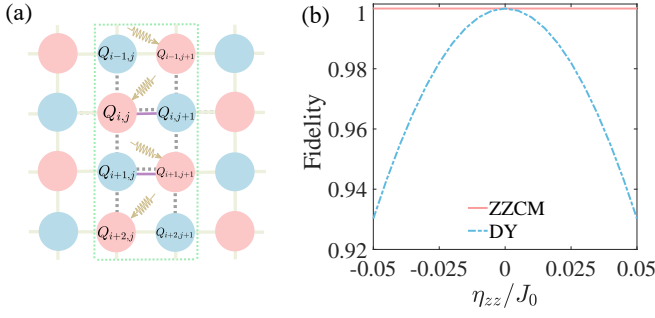 (a)
Q_{i-1,j} Q_{i-1,j+1}
Q_{i,j} Q_{i,j+1}
Q_{i+1,j} Q_{i+1,j+1}
Q_{i+2,j} Q_{i+2,j+1}
(b)
1
0.98
0.96
0.94
0.92
Fidelity
ZZCM
DY
-0.05 -0.025 0 0.025 0.05
η_{zz}/J_0